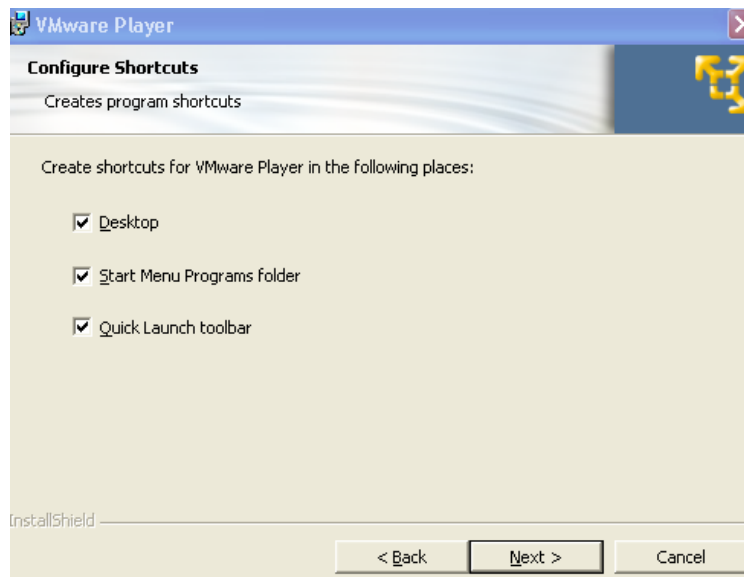 VMware Player
Configure Shortcuts
Creates program shortcuts
Create shortcuts for VMware Player in the following places:
Desktop
Start Menu Programs folder
Quick Launch toolbar
InstallShield
< Back Next > Cancel